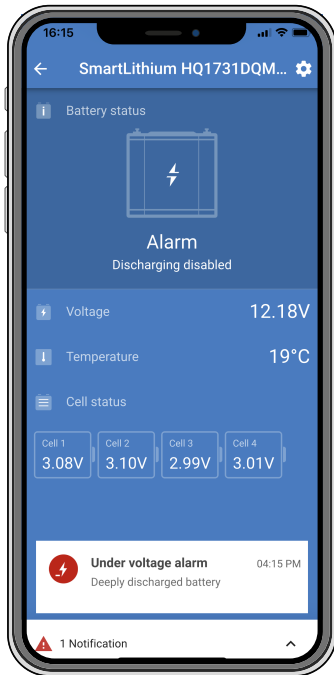 16:15
SmartLithium HQ1731DQM...
Battery status
Alarm
Discharging disabled
Voltage 12.18V
Temperature 19°C
Cell status
Cell 1 Cell 2 Cell 3 Cell 4
3.08V 3.10V 2.99V 3.01V
Under voltage alarm 04:15 PM
Deeply discharged battery
1 Notification